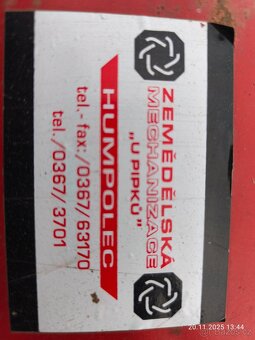 ZEMĚDĚLSKÁ
MECHANIZACE
„U PIPKŮ"
HUMPOLEC
tel.- fax: /0367/63170
tel. /0367/ 3701
20.11.2025 13:44